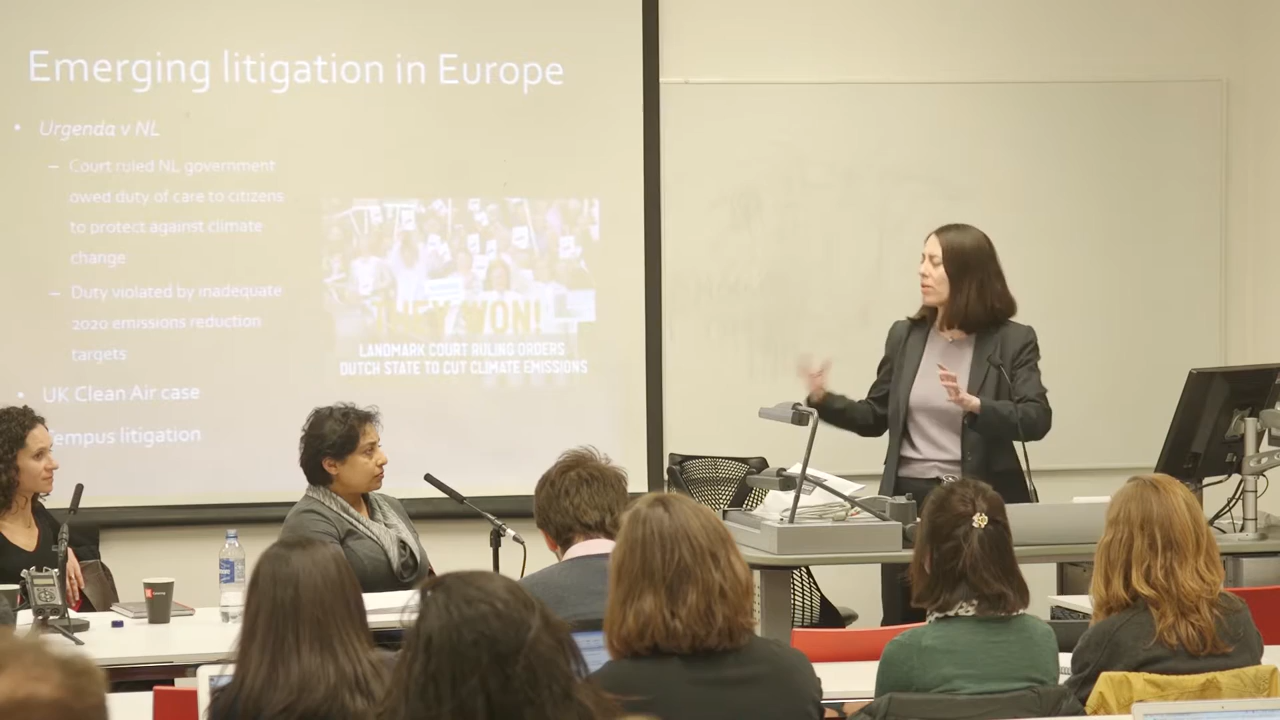 Emerging litigation in Europe
• Urgenda v NL
– Court ruled NL government
owed duty of care to citizens
to protect against climate
change
– Duty violated by inadequate
2020 emissions reduction
targets
THEY WON!
LANDMARK COURT RULING ORDERS
DUTCH STATE TO CUT CLIMATE EMISSIONS
• UK Clean Air case
litigation